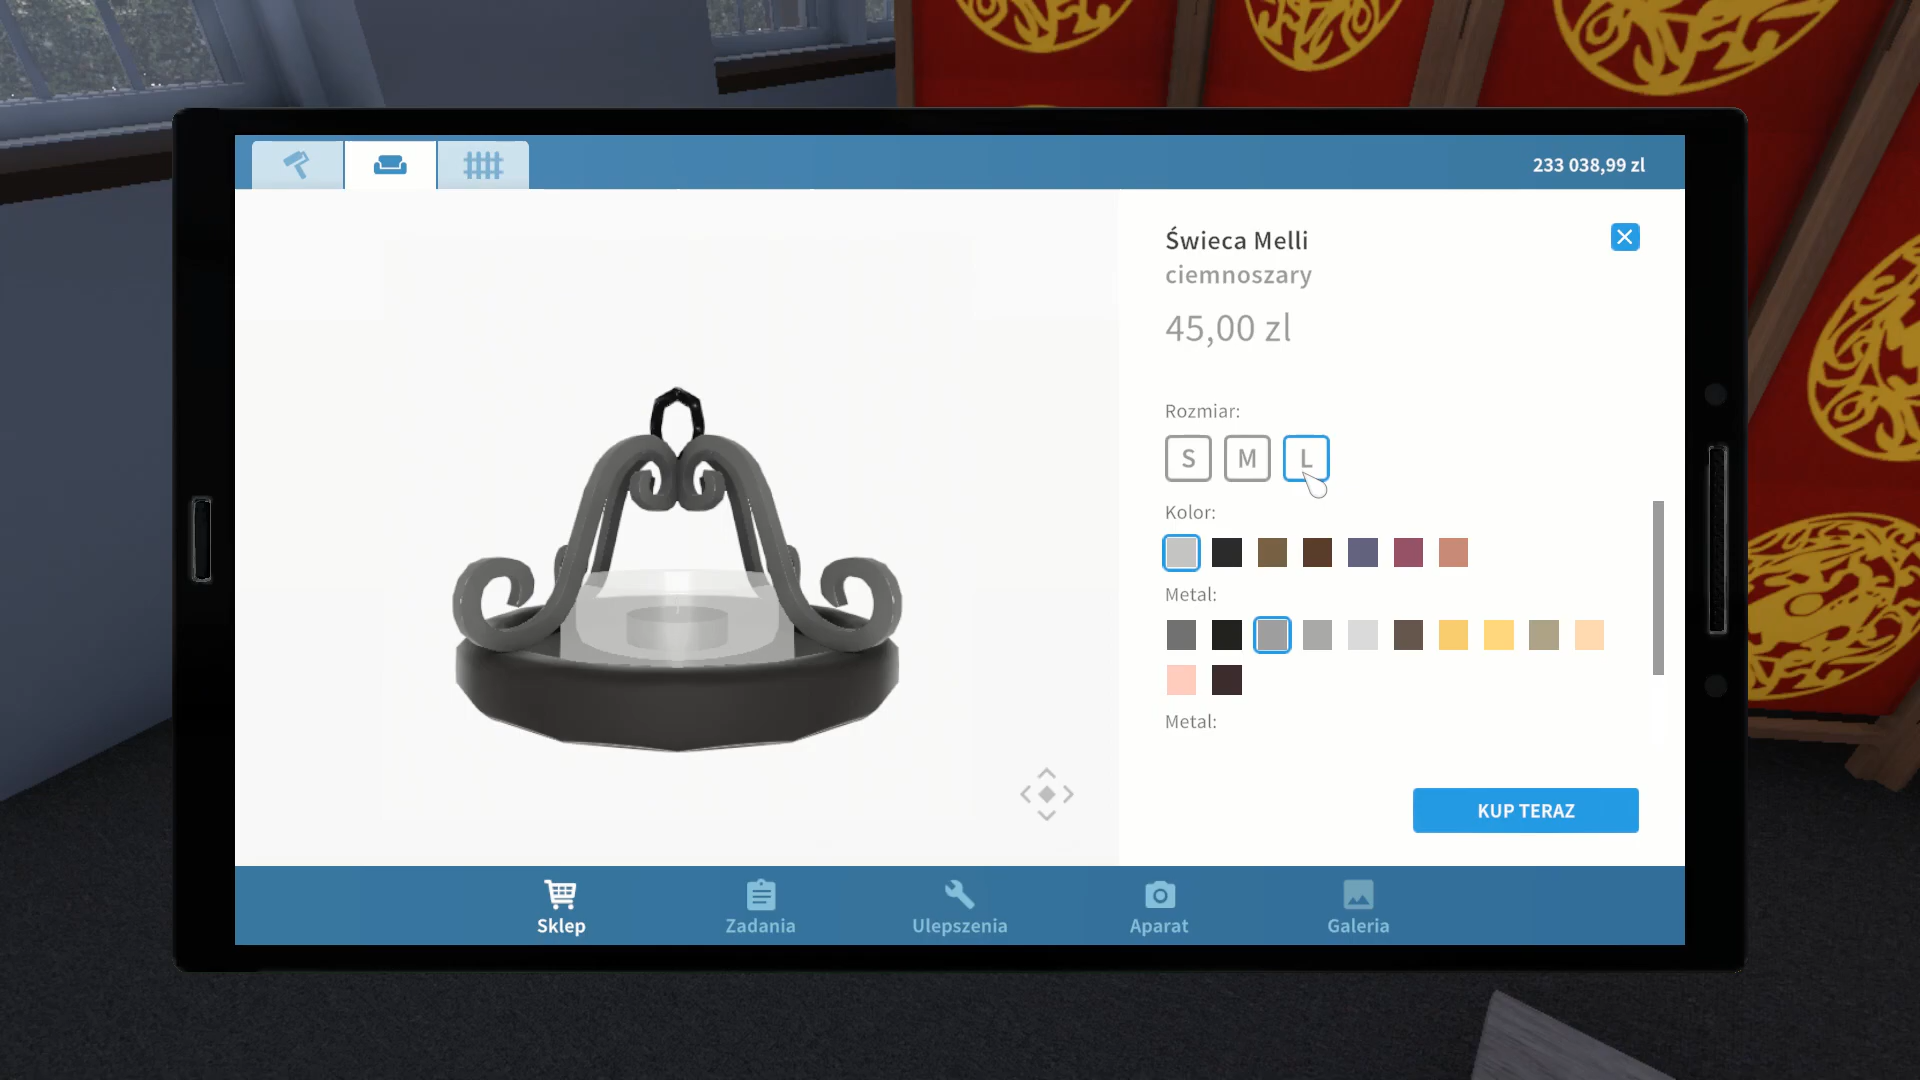 233 038,99 zl
Świeca Melli
ciemnoszary
45,00 zl
Rozmiar:
S M L
Kolor:
Metal:
Metal:
KUP TERAZ
Sklep Zadania Ulepszenia Aparat Galeria